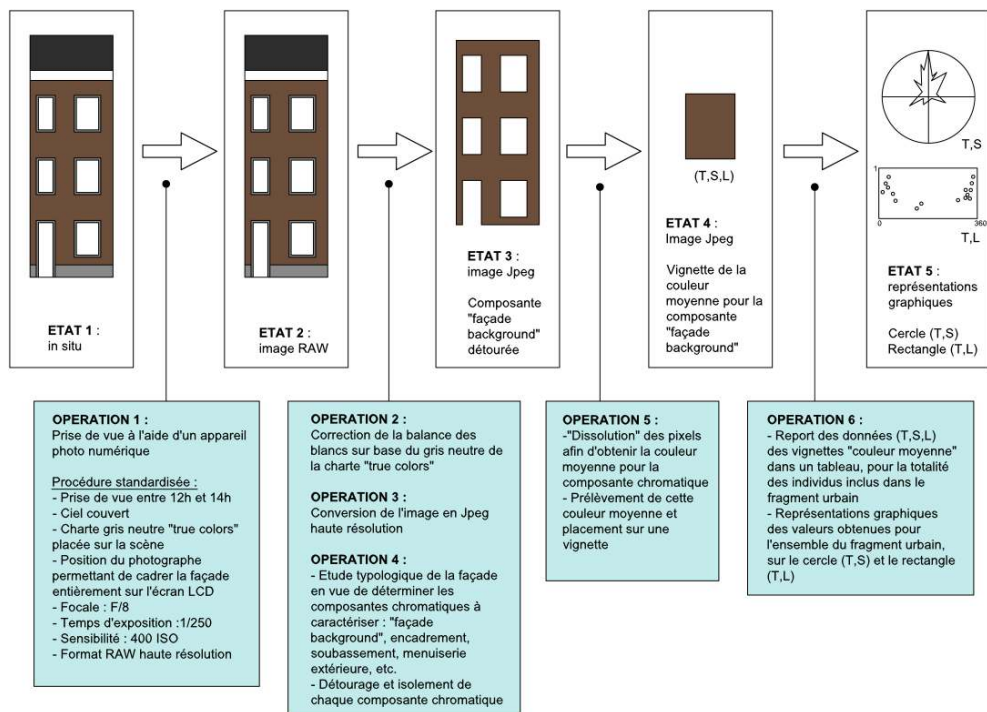 ETAT 1 :
in situ
ETAT 2 :
image RAW
ETAT 3 :
image Jpeg
Composante
"façade
background"
détourée
(T,S,L)
ETAT 4 :
Image Jpeg
Vignette de la
couleur
moyenne pour la
composante
"façade
background"
T,S
1
0
360
T,L
ETAT 5 :
représentations
graphiques
Cercle (T,S)
Rectangle (T,L)
OPERATION 1 :
Prise de vue à l'aide d'un appareil
photo numérique
Procédure standardisée :
- Prise de vue entre 12h et 14h
- Ciel couvert
- Charte gris neutre "true colors"
placée sur la scène
- Position du photographe
permettant de cadrer la façade
entièrement sur l'écran LCD
- Focale : F/8
- Temps d'exposition :1/250
- Sensibilité : 400 ISO
- Format RAW haute résolution
OPERATION 2 :
Correction de la balance des
blancs sur base du gris neutre
de la charte "true colors"
OPERATION 3
Conversion de l'image en Jpeg
haute résolution
OPERATION 4 :
- Etude typologique de la façade
en vue de déterminer les
composantes chromatiques à
caractériser : "façade
background", encadrement,
soubassement, menuiserie
extérieure, etc.
- Détourage et isolement de
chaque composante chromatique
OPERATION 5 :
-"Dissolution" des pixels
afin d'obtenir la couleur
moyenne pour la
composante chromatique
- Prélèvement de cette
couleur moyenne et
placement sur une
vignette
OPERATION 6 :
- Report des données (T,S,L)
des vignettes "couleur moyenne"
dans un tableau, pour la totalité
des individus inclus dans le
fragment urbain
- Représentations graphiques
des valeurs obtenues pour
l'ensemble du fragment urbain,
sur le cercle (T,S) et le rectangle
(T,L)